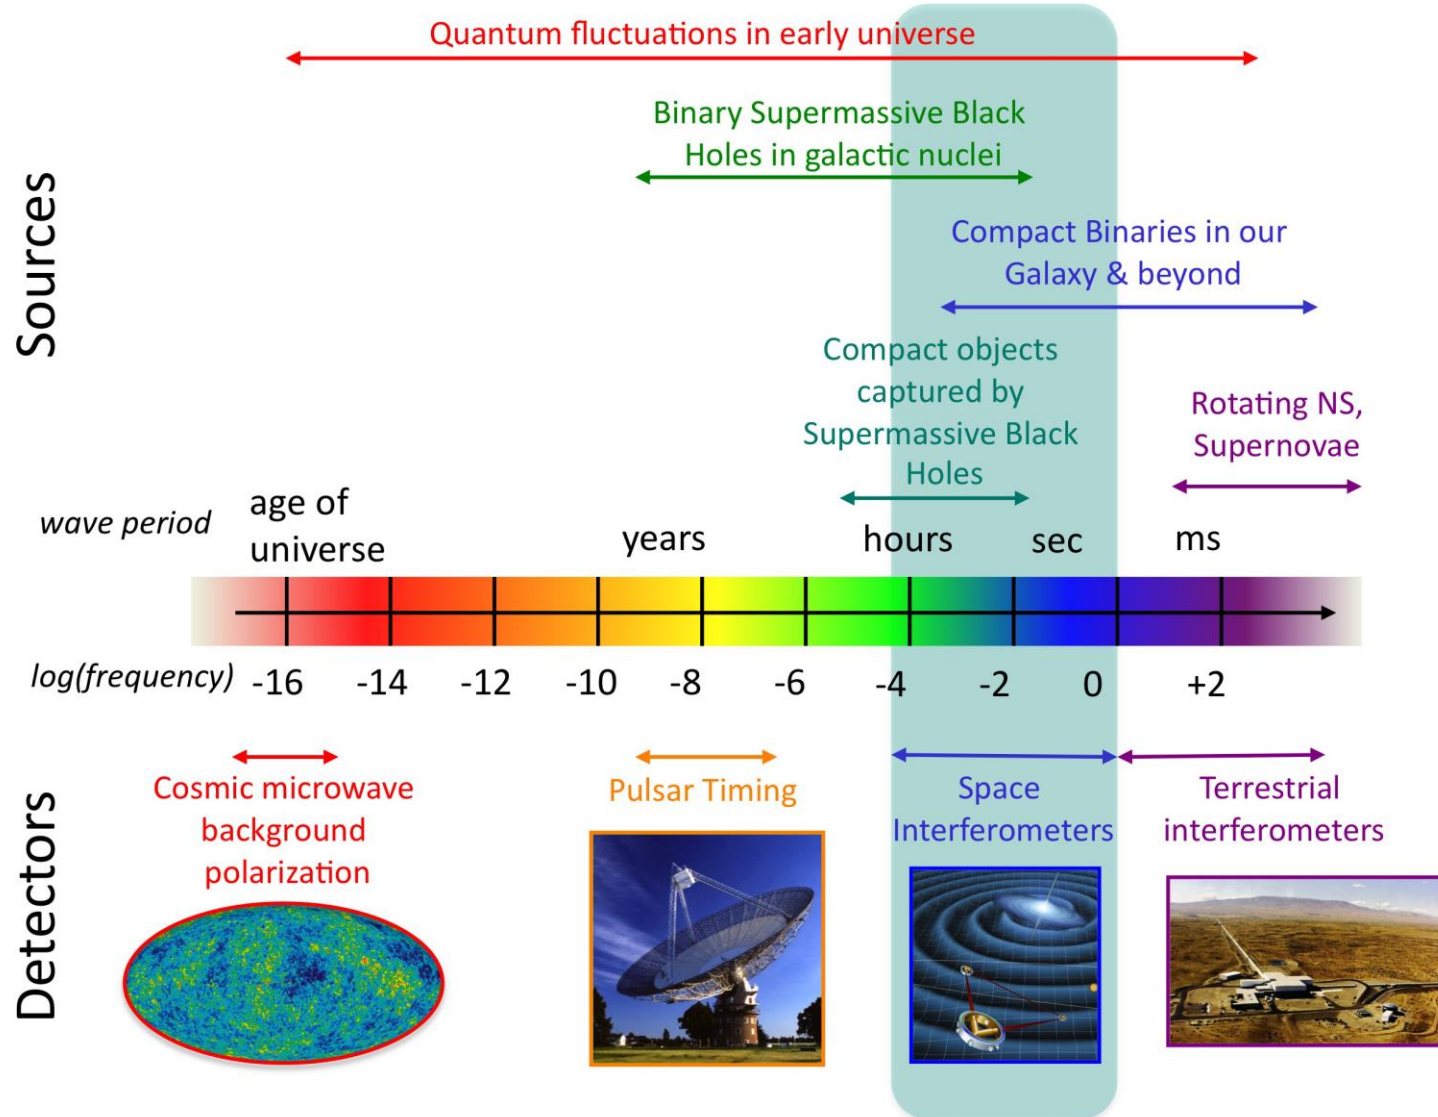 Quantum fluctuations in early universe
Binary Supermassive Black
Holes in galactic nuclei
Sources
Compact Binaries in our
Galaxy & beyond
Compact objects
captured by
Supermassive Black
Holes
Rotating NS,
Supernovae
wave period
age of
universe
years
hours
sec
ms
log(frequency)
-16 -14 -12 -10 -8 -6 -4 -2 0 +2
Detectors
Cosmic microwave
background
polarization
Pulsar Timing
Space
Interferometers
Terrestrial
interferometers